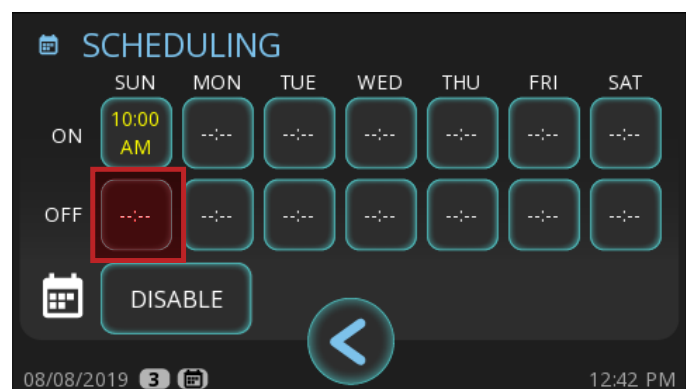 SCHEDULING
SUN MON TUE WED THU FRI SAT
ON 10:00 AM --:-- --:-- --:-- --:-- --:-- --:--
OFF --:-- --:-- --:-- --:-- --:-- --:-- --:--
DISABLE
08/08/2019 3 12:42 PM